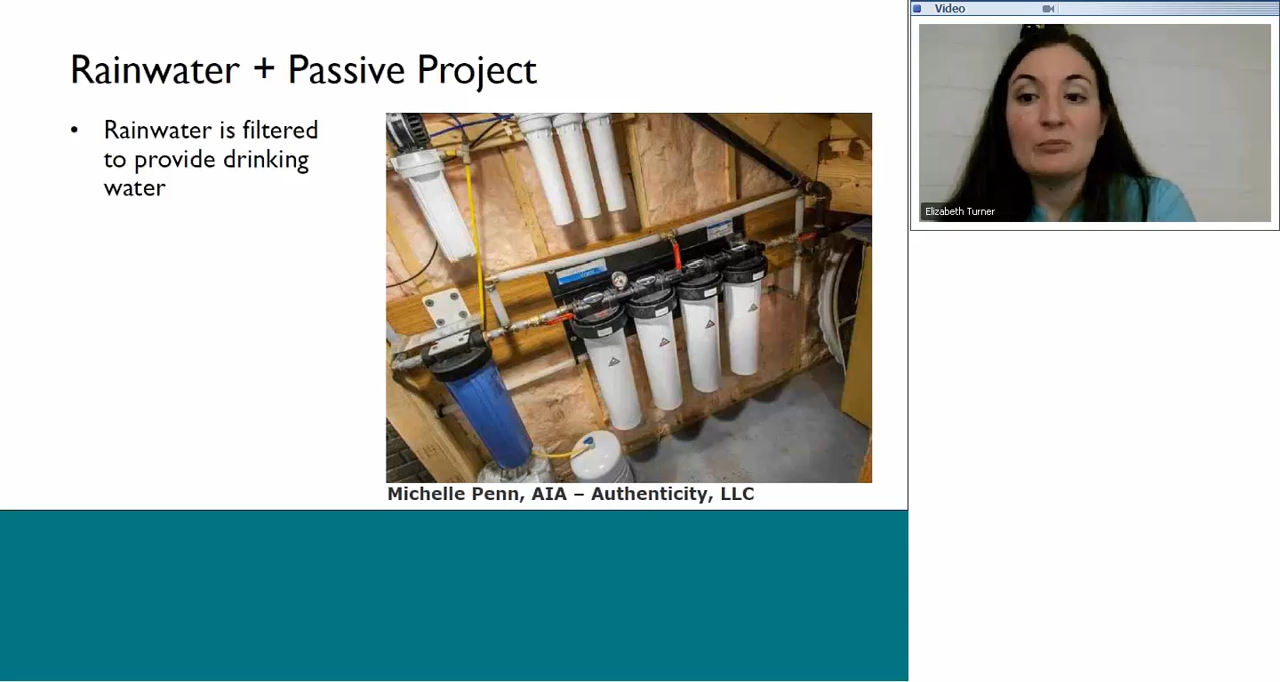 Rainwater + Passive Project
• Rainwater is filtered
to provide drinking
water
Michelle Penn, AIA – Authenticity, LLC
Video
Elizabeth Turner